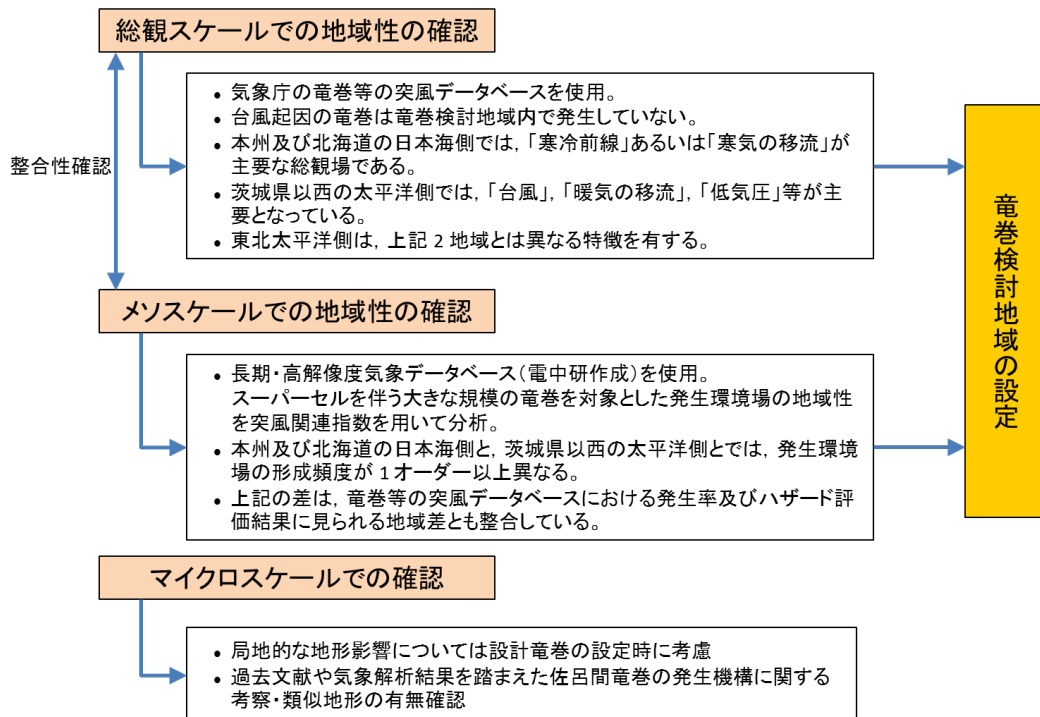 総観スケールでの地域性の確認
• 気象庁の竜巻等の突風データベースを使用。
• 台風起因の竜巻は竜巻検討地域内で発生していない。
• 本州及び北海道の日本海側では,「寒冷前線」あるいは「寒気の移流」が
主要な総観場である。
• 茨城県以西の太平洋側では,「台風」,「暖気の移流」,「低気圧」等が主
要となっている。
• 東北太平洋側は,上記 2 地域とは異なる特徴を有する。
整合性確認
メソスケールでの地域性の確認
• 長期・高解像度気象データベース(電中研作成)を使用。
スーパーセルを伴う大きな規模の竜巻を対象とした発生環境場の地域性
を突風関連指数を用いて分析。
• 本州及び北海道の日本海側と,茨城県以西の太平洋側とでは,発生環境
場の形成頻度が 1 オーダー以上異なる。
• 上記の差は,竜巻等の突風データベースにおける発生率及びハザード評
価結果に見られる地域差とも整合している。
マイクロスケールでの確認
• 局地的な地形影響については設計竜巻の設定時に考慮
• 過去文献や気象解析結果を踏まえた佐呂間竜巻の発生機構に関する
考察・類似地形の有無確認
竜巻検討地域の設定